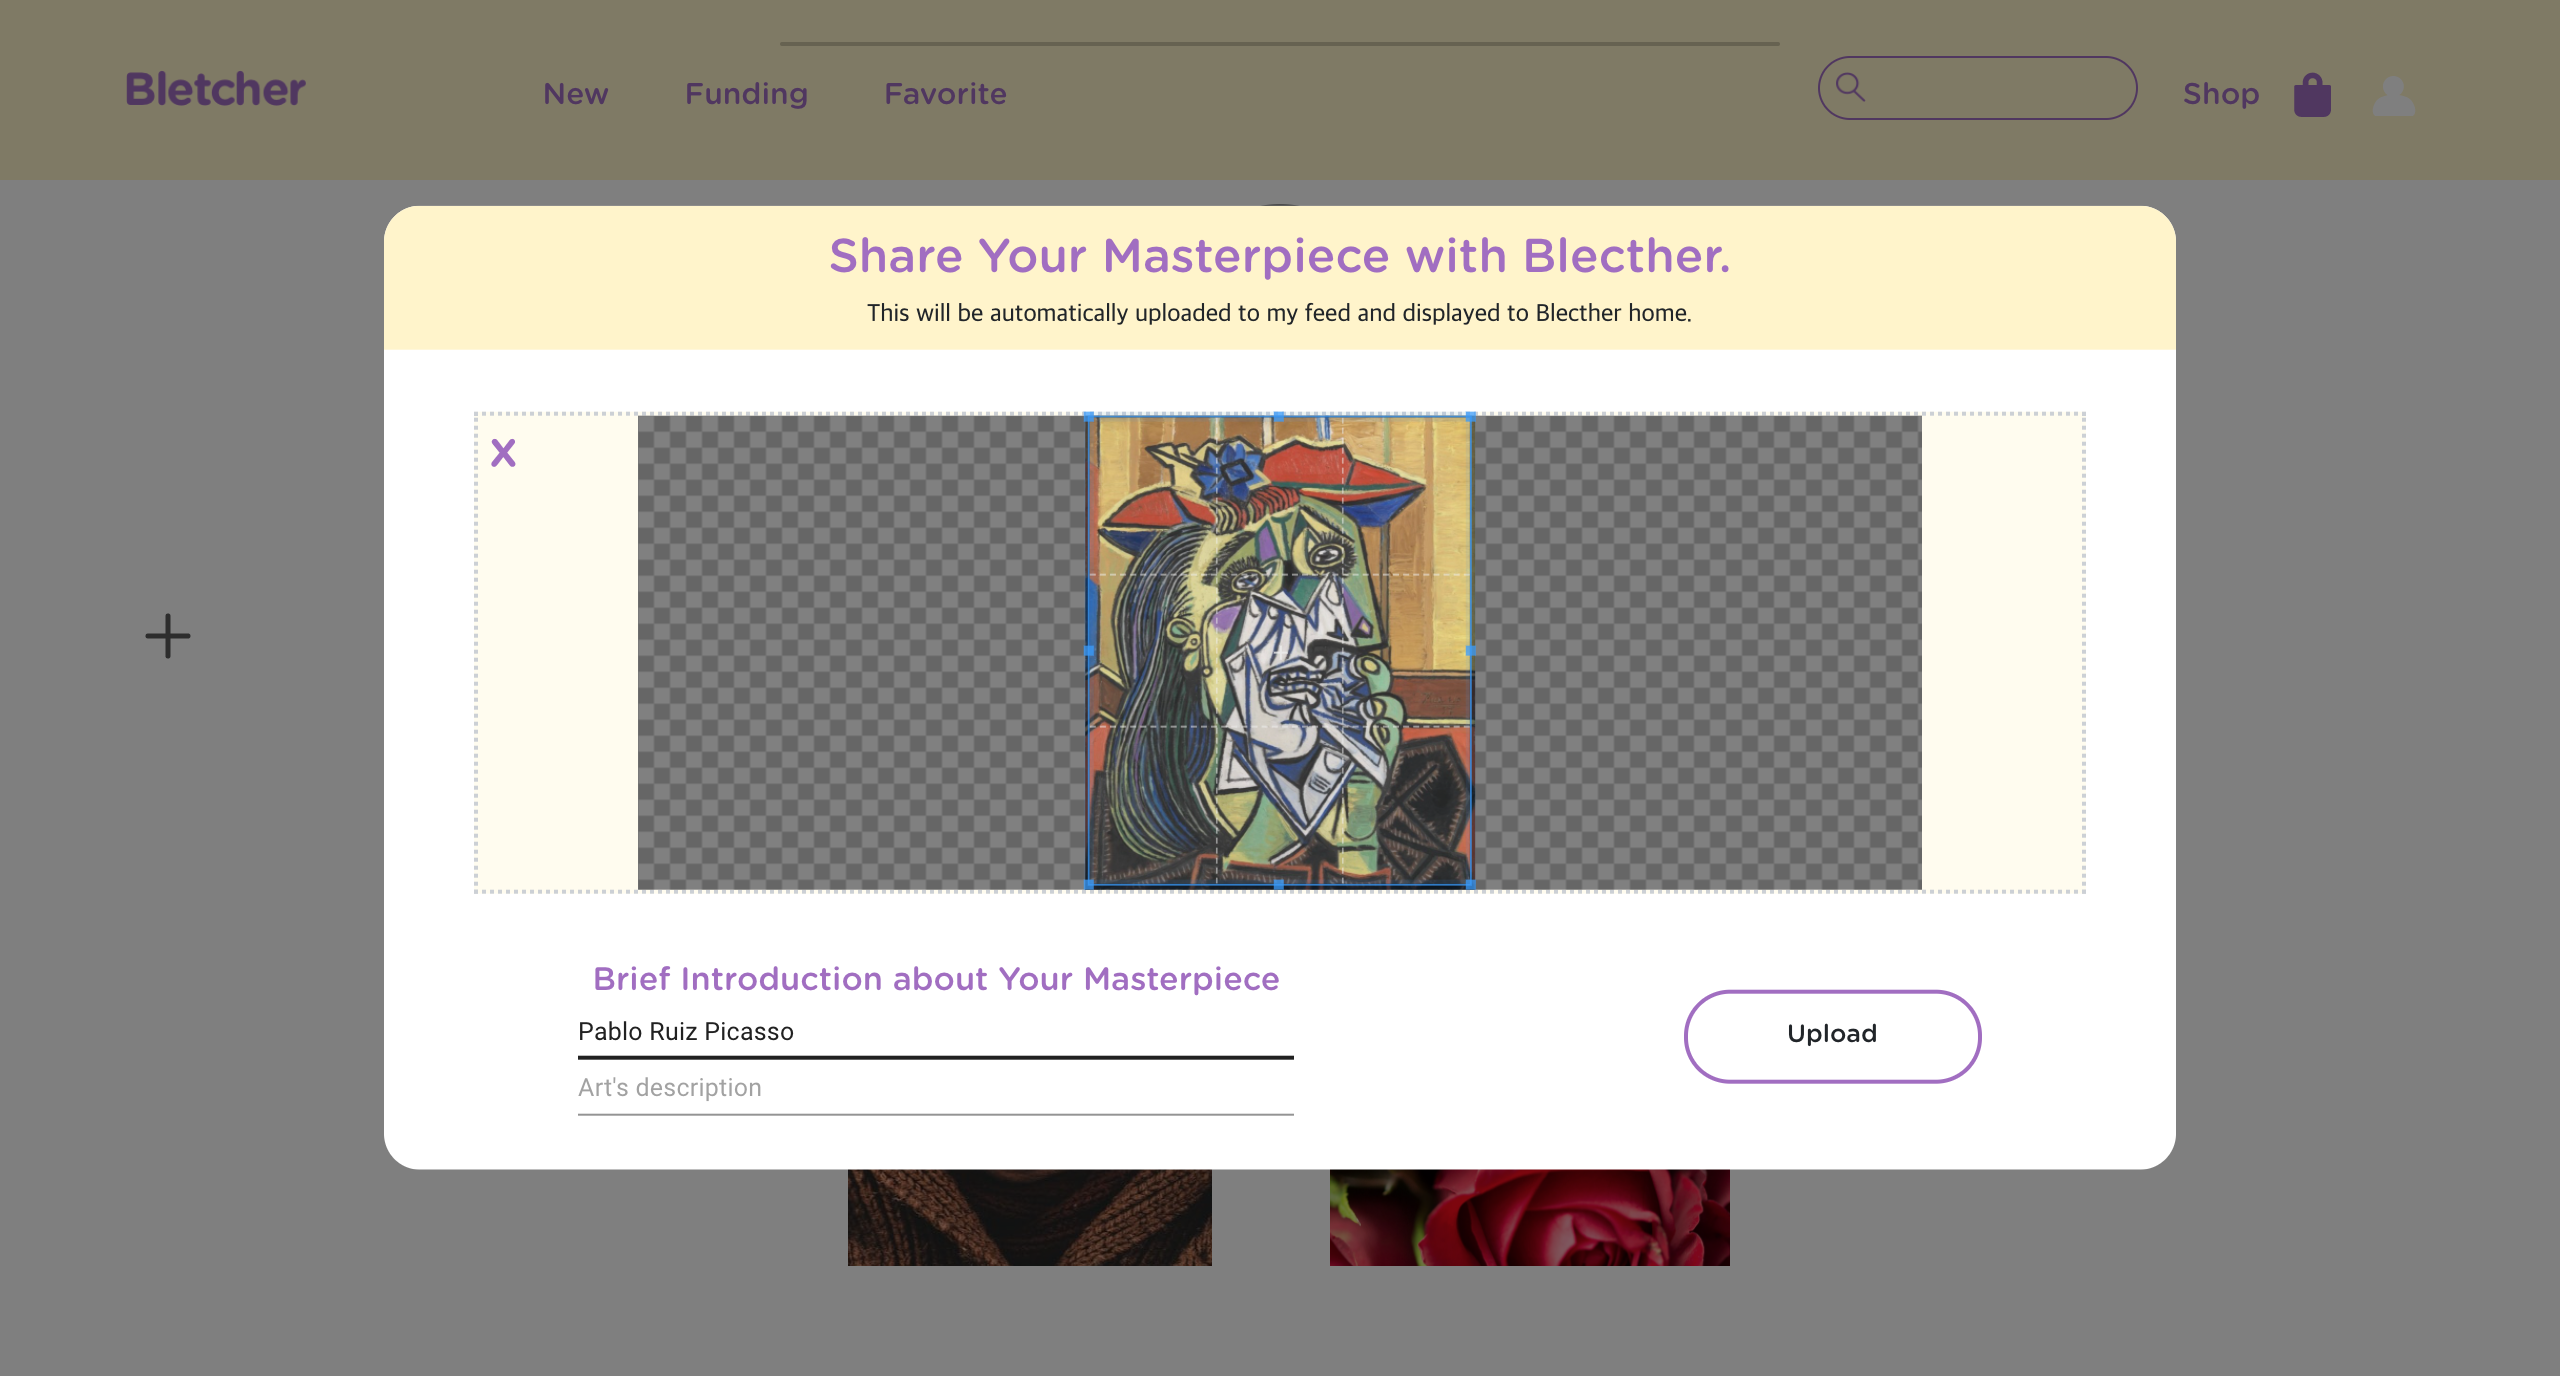 Bletcher
New Funding Favorite
Shop
Share Your Masterpiece with Blecther.
This will be automatically uploaded to my feed and displayed to Blecther home.
X
Brief Introduction about Your Masterpiece
Pablo Ruiz Picasso
Art's description
Upload